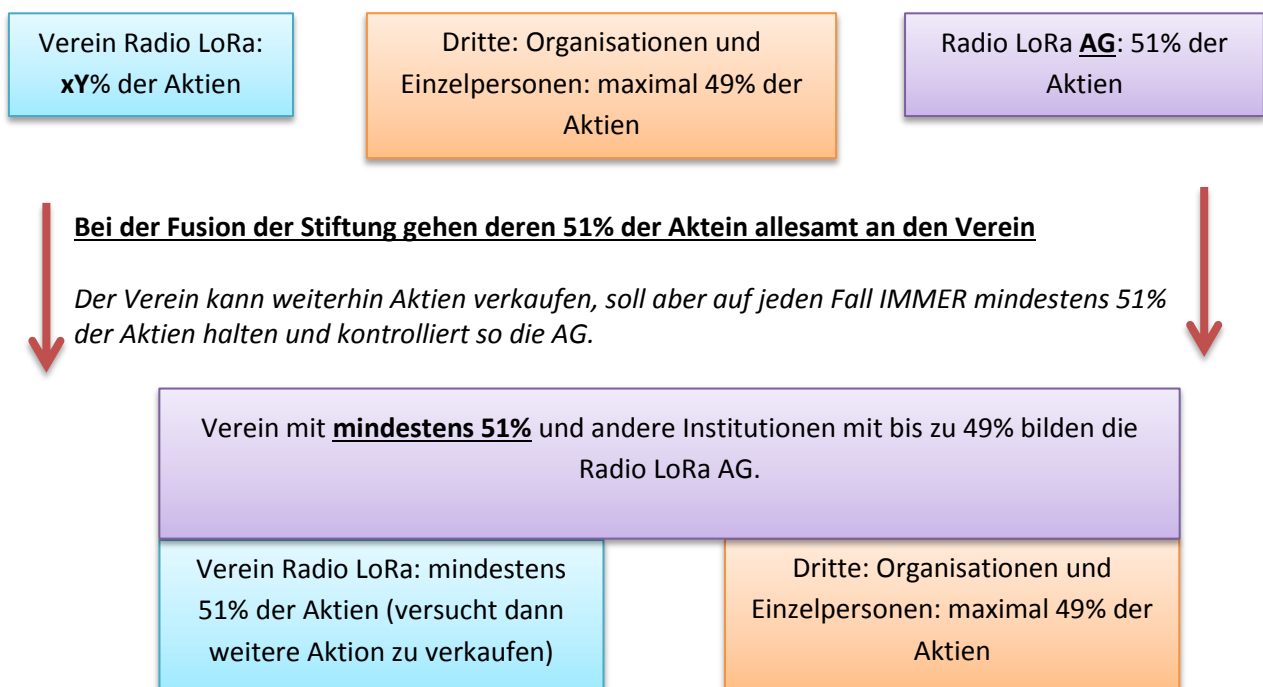 Verein Radio LoRa:
xY% der Aktien
Dritte: Organisationen und
Einzelpersonen: maximal 49% der
Aktien
Radio LoRa AG: 51% der
Aktien
Bei der Fusion der Stiftung gehen deren 51% der Aktein allesamt an den Verein
Der Verein kann weiterhin Aktien verkaufen, soll aber auf jeden Fall IMMER mindestens 51%
der Aktien halten und kontrolliert so die AG.
Verein mit mindestens 51% und andere Institutionen mit bis zu 49% bilden die
Radio LoRa AG.
Verein Radio LoRa: mindestens
51% der Aktien (versucht dann
weitere Aktion zu verkaufen)
Dritte: Organisationen und
Einzelpersonen: maximal 49% der
Aktien